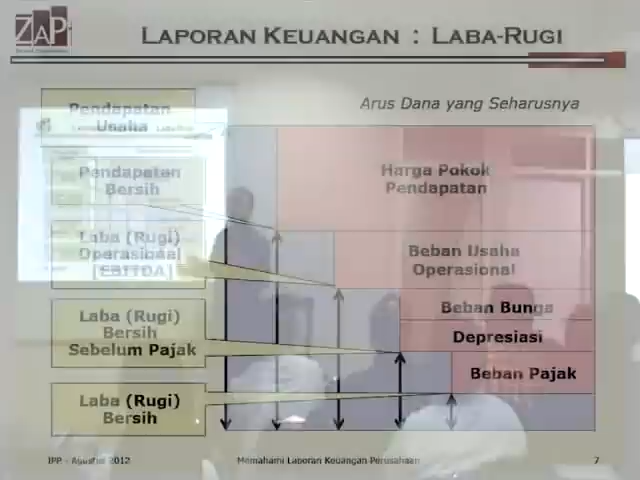 ZAP
LAPORAN KEUANGAN : LABA-RUGI
Arus Dana yang Seharusnya
Pendapatan
Usaha
Pendapatan
Bersih
Harga Pokok
Pendapatan
Laba (Rugi)
Operasional
[EBITDA]
Beban Usaha
Operasional
Laba (Rugi)
Bersih
Sebelum Pajak
Beban Bunga
Depresiasi
Beban Pajak
Laba (Rugi)
Bersih
IPP - Agustus 2012
Memahami Laporan Keuangan Perusahaan
7